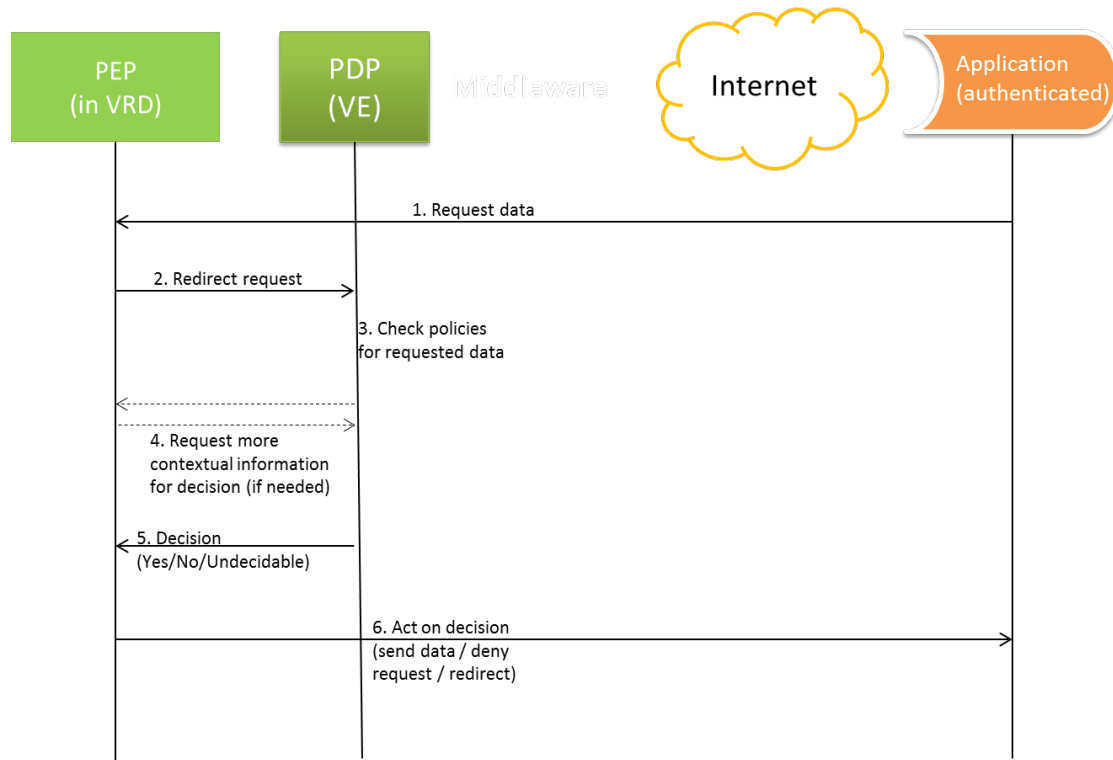 PEP
(in VRD)
PDP
(VE)
Middleware
Internet
Application
(authenticated)
1. Request data
2. Redirect request
3. Check policies
for requested data
4. Request more
contextual information
for decision (if needed)
5. Decision
(Yes/No/Undecidable)
6. Act on decision
(send data / deny
request / redirect)